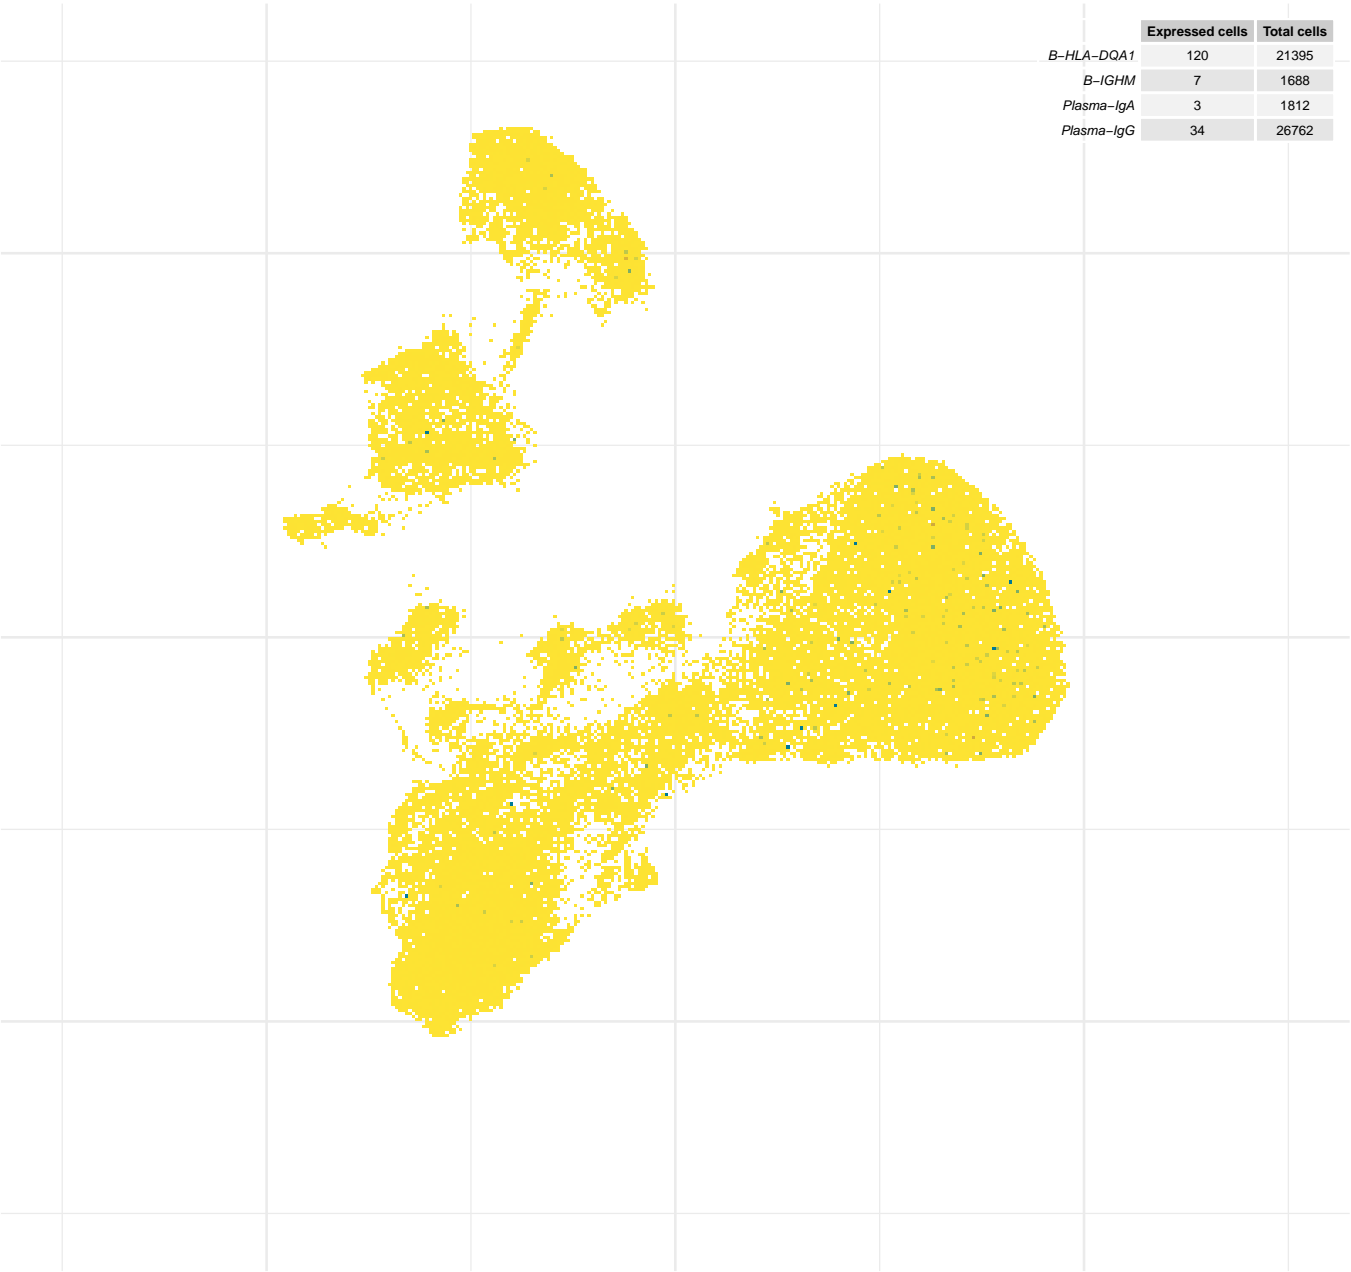 Expressed cells Total cells
B−HLA−DQA1 120 21395
B−IGHM 7 1688
Plasma−IgA 3 1812
Plasma−IgG 34 26762